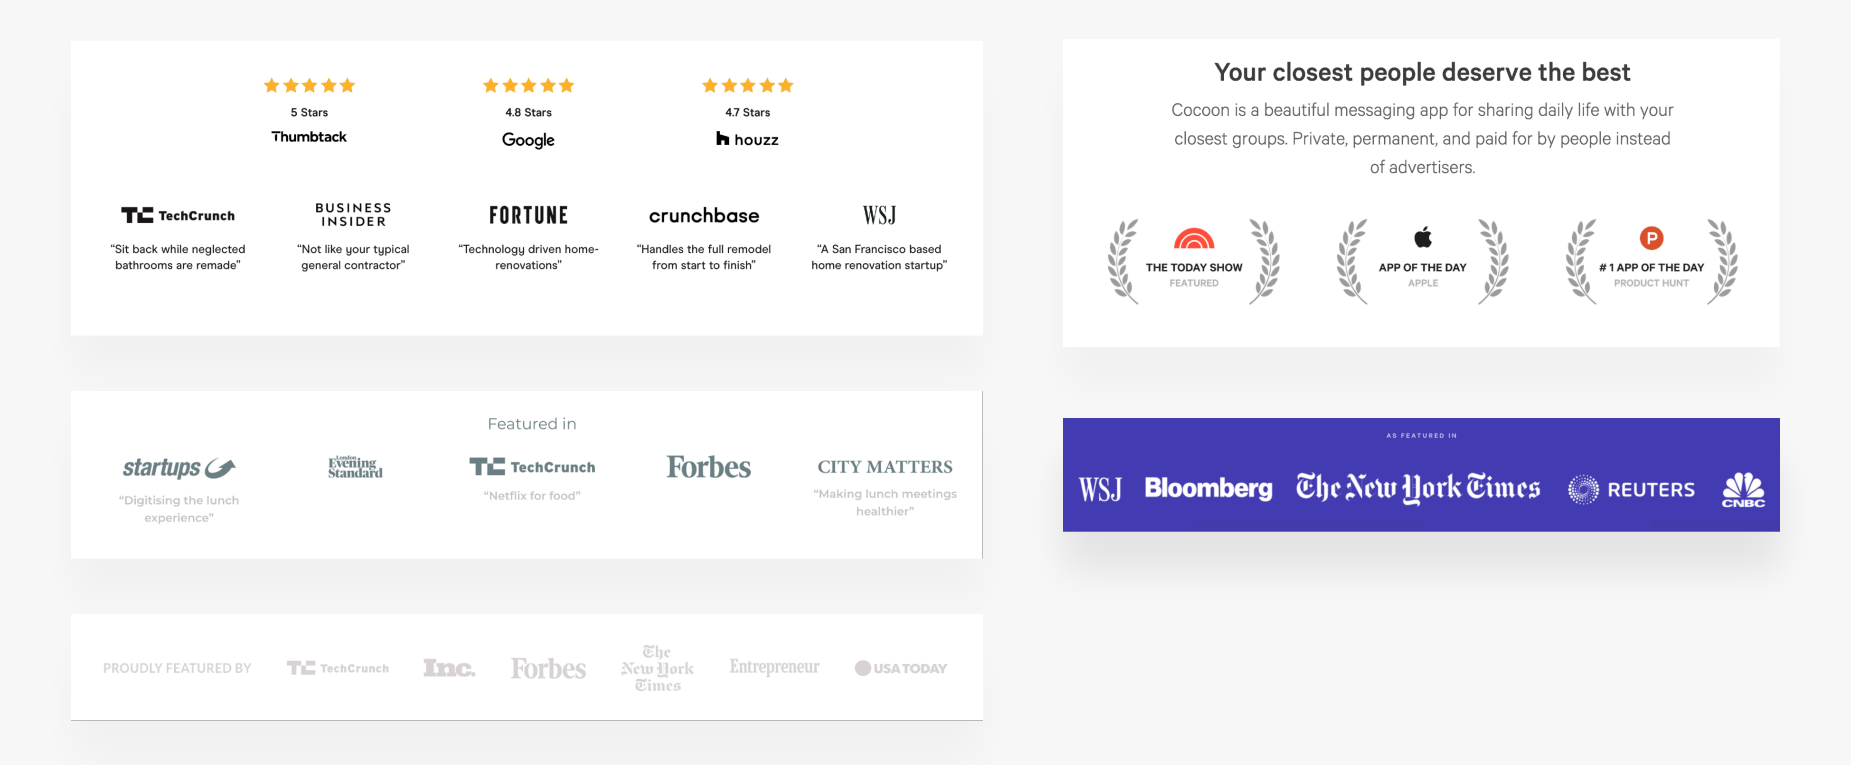 5 Stars
Thumbtack
4.8 Stars
Google
4.7 Stars
houzz
TC TechCrunch
“Sit back while neglected
bathrooms are remade”
BUSINESS
INSIDER
“Not like your typical
general contractor”
FORTUNE
“Technology driven home-
renovations”
crunchbase
“Handles the full remodel
from start to finish”
WSJ
“A San Francisco based
home renovation startup”
Featured in
startups
“Digitising the lunch
experience”
London
Evening
Standard
TC TechCrunch
“Netflix for food”
Forbes
CITY MATTERS
“Making lunch meetings
healthier”
PROUDLY FEATURED BY
TC TechCrunch
Inc.
Forbes
The
New York
Times
Entrepreneur
USA TODAY
Your closest people deserve the best
Cocoon is a beautiful messaging app for sharing daily life with your
closest groups. Private, permanent, and paid for by people instead
of advertisers.
THE TODAY SHOW
FEATURED
APP OF THE DAY
APPLE
P
# 1 APP OF THE DAY
PRODUCT HUNT
AS FEATURED IN
WSJ
Bloomberg
The New York Times
REUTERS
CNBC